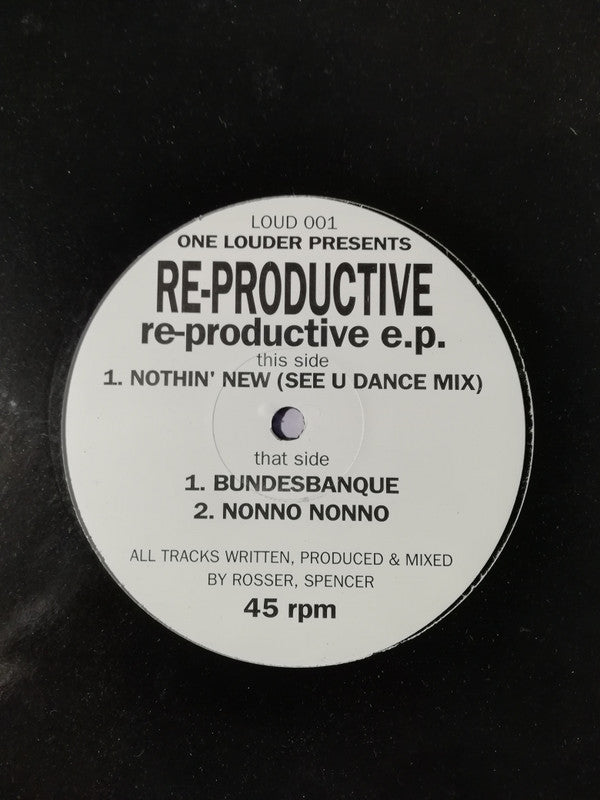 LOUD 001
ONE LOUDER PRESENTS
RE-PRODUCTIVE
re-productive e.p.
this side
1. NOTHIN' NEW (SEE U DANCE MIX)
that side
1. BUNDESBANQUE
2. NONNO NONNO
ALL TRACKS WRITTEN, PRODUCED & MIXED
BY ROSSER, SPENCER
45 rpm